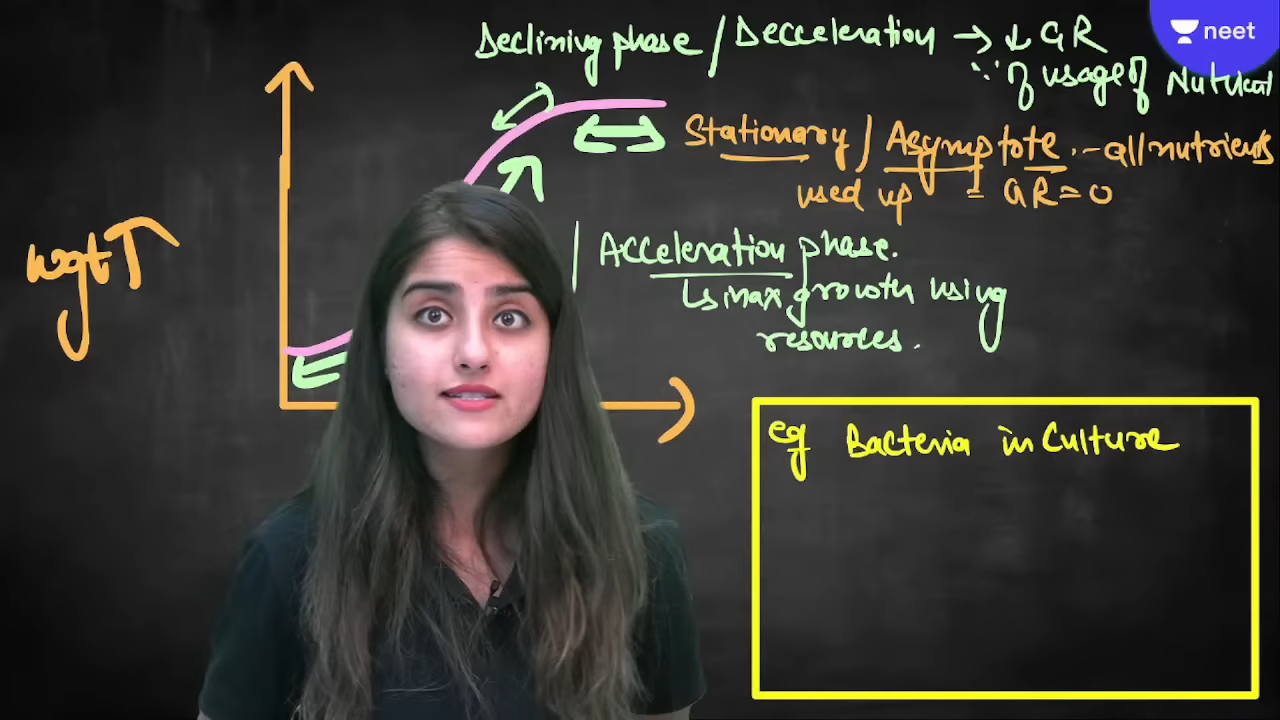 neet
Declining phase / Decceleration → ↓ GR
∵ of usage of Nutrient
Stationary / Asymptote ∵ all nutrients
used up = GR = 0
wgt ↑
Acceleration phase.
↳ max growth using
resources.
eg Bacteria in Culture